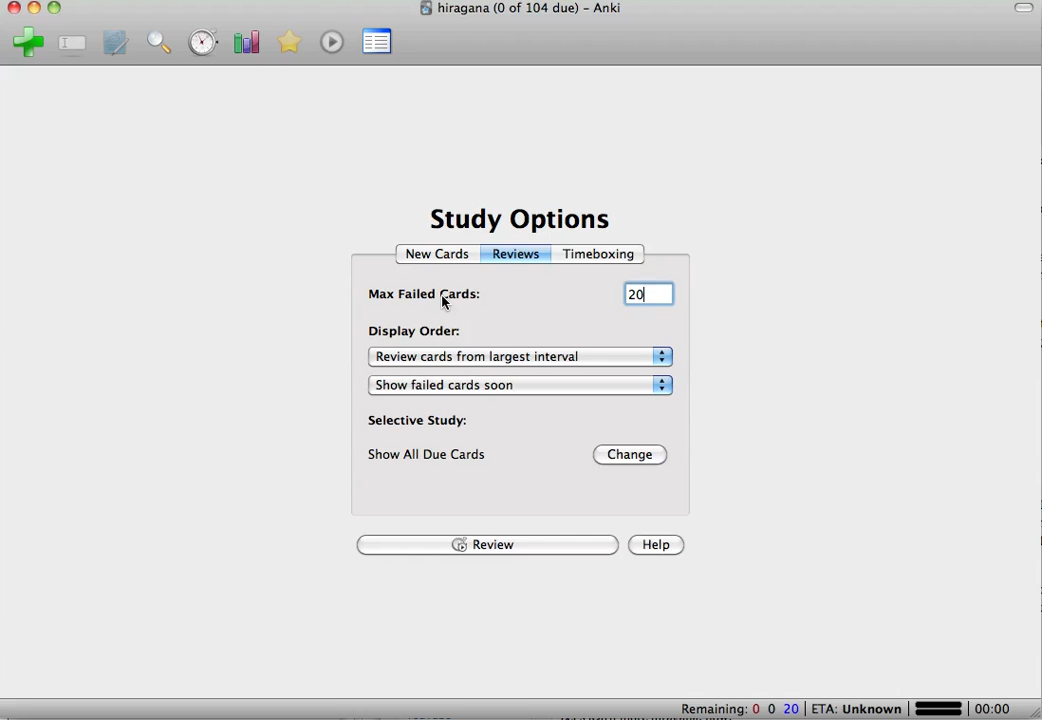 hiragana (0 of 104 due) – Anki
Study Options
New Cards Reviews Timeboxing
Max Failed Cards: 20
Display Order:
Review cards from largest interval
Show failed cards soon
Selective Study:
Show All Due Cards Change
Review Help
Remaining: 0 0 20 ETA: Unknown 00:00